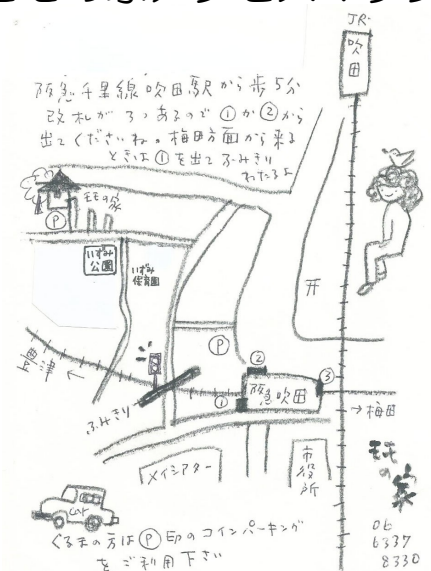 JR
吹田
阪急千里線吹田駅から歩5分
改札が3つあるので①か②から
出てくださいね。梅田方面から来る
ときは①を出てふみきり
わたるよ
モモの家
P
いずみ
公園
いずみ
保育園
P
②
③
阪急吹田
①
豊津
←
ふみきり
→梅田
メイシアター
市役所
モモの家
06
6337
8330
car
くるまの方はⓅ印のコインパーキング
をご利用下さい